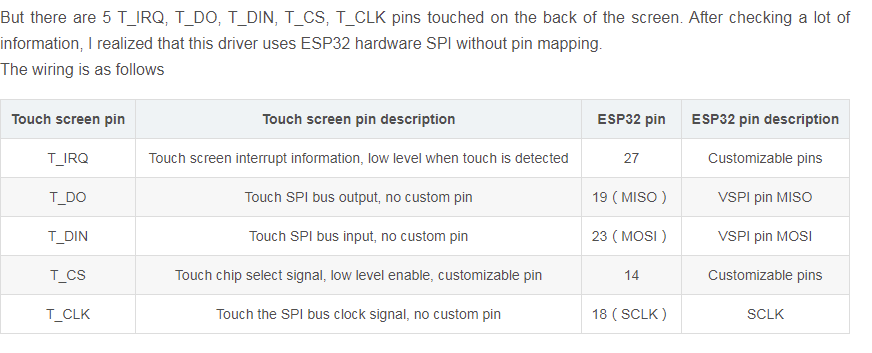 But there are 5 T_IRQ, T_DO, T_DIN, T_CS, T_CLK pins touched on the back of the screen. After checking a lot of
information, I realized that this driver uses ESP32 hardware SPI without pin mapping.
The wiring is as follows
Touch screen pin Touch screen pin description ESP32 pin ESP32 pin description
T_IRQ Touch screen interrupt information, low level when touch is detected 27 Customizable pins
T_DO Touch SPI bus output, no custom pin 19 ( MISO ) VSPI pin MISO
T_DIN Touch SPI bus input, no custom pin 23 ( MOSI ) VSPI pin MOSI
T_CS Touch chip select signal, low level enable, customizable pin 14 Customizable pins
T_CLK Touch the SPI bus clock signal, no custom pin 18 ( SCLK ) SCLK